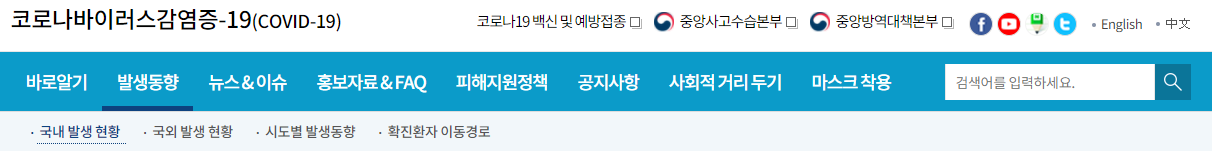 코로나바이러스감염증-19(COVID-19) 코로나19 백신 및 예방접종 중앙사고수습본부 중앙방역대책본부 English 中文
바로알기 발생동향 뉴스 & 이슈 홍보자료 & FAQ 피해지원정책 공지사항 사회적 거리 두기 마스크 착용 검색어를 입력하세요.
· 국내 발생 현황 · 국외 발생 현황 · 시도별 발생동향 · 확진환자 이동경로